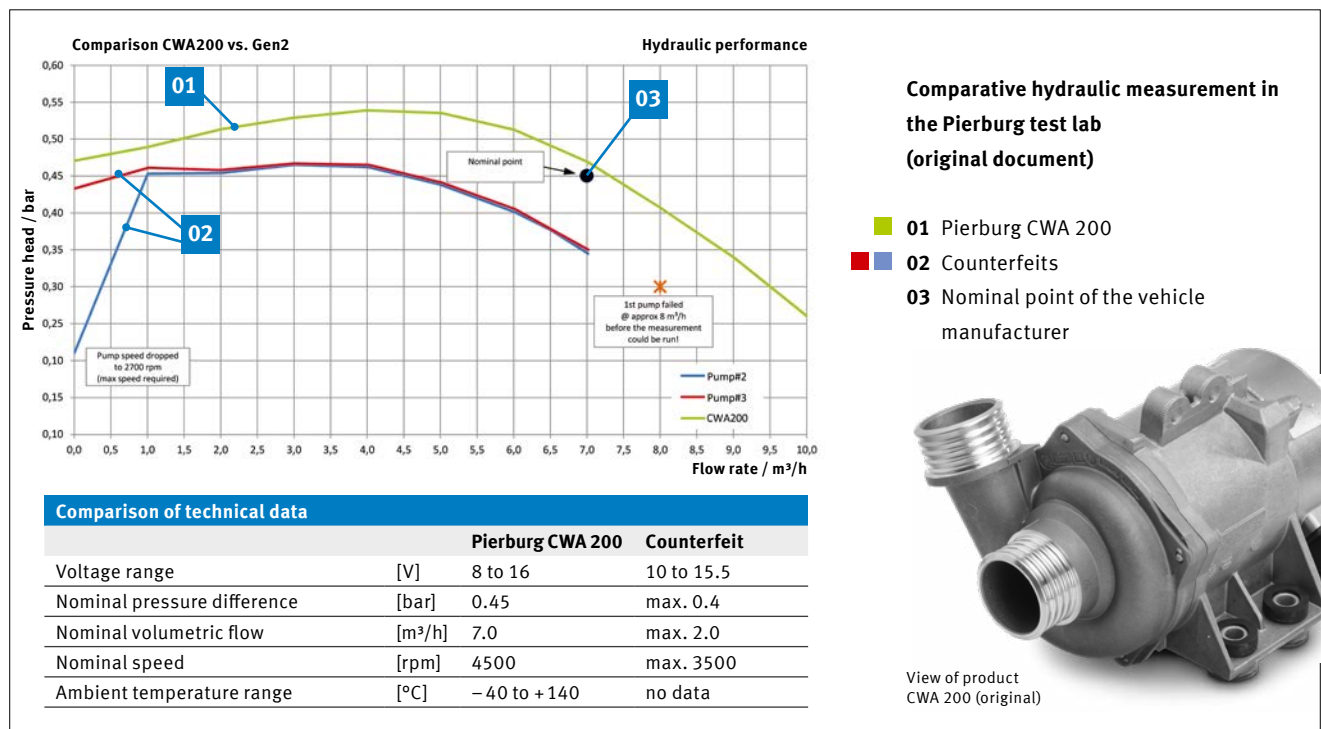 Comparison CWA200 vs. Gen2
Hydraulic performance
Pressure head / bar
0,60
0,55
0,50
0,45
0,40
0,35
0,30
0,25
0,10
0,15
0,10
01
02
03
Nominal point
1st pump failed
@ approx 8 m³/h
before the measurement
could be run!
Pump speed dropped
to 2700 rpm
(max speed required)
Pump#2
Pump#3
CWA200
0,0 0,5 1,0 1,5 2,0 2,5 3,0 3,5 4,0 4,5 5,0 5,5 6,0 6,5 7,0 7,5 8,0 8,5 9,0 9,5 10,0
Flow rate / m³/h
Comparative hydraulic measurement in
the Pierburg test lab
(original document)
01 Pierburg CWA 200
02 Counterfeits
03 Nominal point of the vehicle
manufacturer
Comparison of technical data
Pierburg CWA 200 Counterfeit
Voltage range [V] 8 to 16 10 to 15.5
Nominal pressure difference [bar] 0.45 max. 0.4
Nominal volumetric flow [m³/h] 7.0 max. 2.0
Nominal speed [rpm] 4500 max. 3500
Ambient temperature range [°C] – 40 to + 140 no data
View of product
CWA 200 (original)